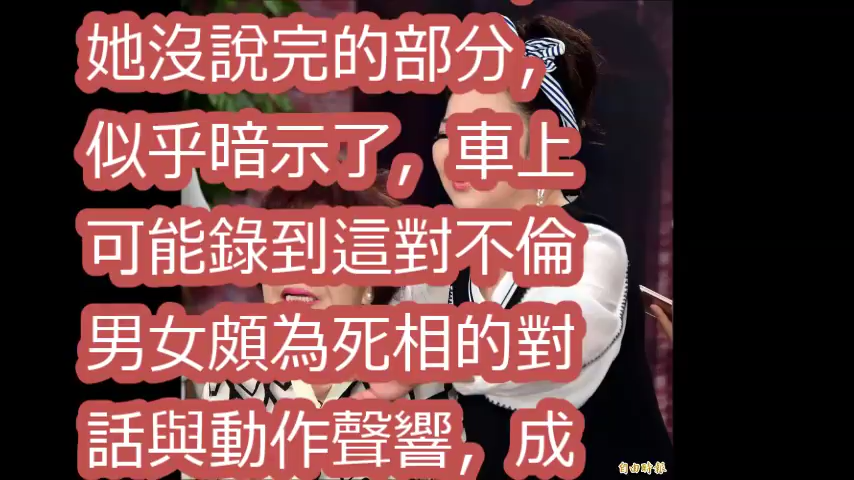 她沒說完的部分，
似乎暗示了，車上
可能錄到這對不倫
男女頗為死相的對
話與動作聲響，成
自由時報